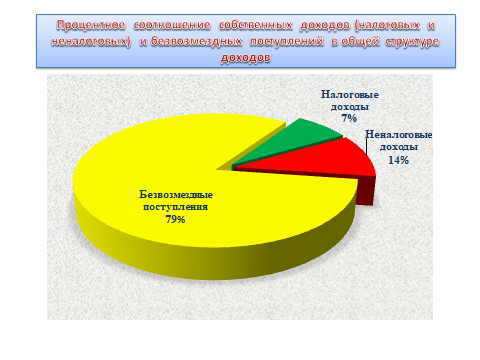 Процентное соотношение собственных доходов (налоговых и
неналоговых) и безвозмездных поступлений в общей структуре
доходов
Налоговые
доходы
7%
Неналоговые
доходы
14%
Безвозмездные
поступления
79%